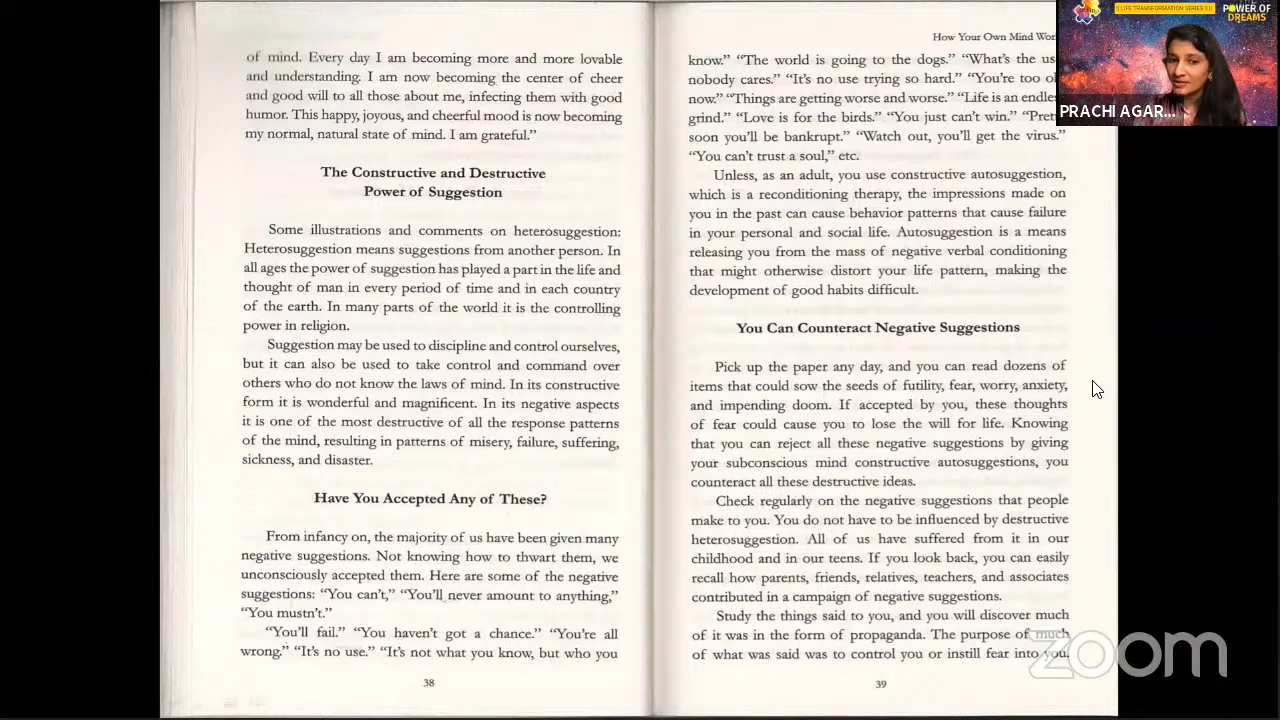 of mind. Every day I am becoming more and more lovable
and understanding. I am now becoming the center of cheer
and good will to all those about me, infecting them with good
humor. This happy, joyous, and cheerful mood is now becoming
my normal, natural state of mind. I am grateful.”
The Constructive and Destructive
Power of Suggestion
Some illustrations and comments on heterosuggestion:
Heterosuggestion means suggestions from another person. In
all ages the power of suggestion has played a part in the life and
thought of man in every period of time and in each country
of the earth. In many parts of the world it is the controlling
power in religion.
Suggestion may be used to discipline and control ourselves,
but it can also be used to take control and command over
others who do not know the laws of mind. In its constructive
form it is wonderful and magnificent. In its negative aspects
it is one of the most destructive of all the response patterns
of the mind, resulting in patterns of misery, failure, suffering,
sickness, and disaster.
Have You Accepted Any of These?
From infancy on, the majority of us have been given many
negative suggestions. Not knowing how to thwart them, we
unconsciously accepted them. Here are some of the negative
suggestions: “You can’t,” “You’ll never amount to anything,”
“You mustn’t.”
“You’ll fail.” “You haven’t got a chance.” “You’re all
wrong.” “It’s no use.” “It’s not what you know, but who you
38
How Your Own Mind Wor
know.” “The world is going to the dogs.” “What’s the us
nobody cares.” “It’s no use trying so hard.” “You’re too ol
now.” “Things are getting worse and worse.” “Life is an endles
grind.” “Love is for the birds.” “You just can’t win.” “Pret
soon you’ll be bankrupt.” “Watch out, you’ll get the virus.”
“You can’t trust a soul,” etc.
Unless, as an adult, you use constructive autosuggestion,
which is a reconditioning therapy, the impressions made on
you in the past can cause behavior patterns that cause failure
in your personal and social life. Autosuggestion is a means
releasing you from the mass of negative verbal conditioning
that might otherwise distort your life pattern, making the
development of good habits difficult.
You Can Counteract Negative Suggestions
Pick up the paper any day, and you can read dozens of
items that could sow the seeds of futility, fear, worry, anxiety,
and impending doom. If accepted by you, these thoughts
of fear could cause you to lose the will for life. Knowing
that you can reject all these negative suggestions by giving
your subconscious mind constructive autosuggestions, you
counteract all these destructive ideas.
Check regularly on the negative suggestions that people
make to you. You do not have to be influenced by destructive
heterosuggestion. All of us have suffered from it in our
childhood and in our teens. If you look back, you can easily
recall how parents, friends, relatives, teachers, and associates
contributed in a campaign of negative suggestions.
Study the things said to you, and you will discover much
of it was in the form of propaganda. The purpose of much
of what was said was to control you or instill fear into you.
39
|| LIFE TRANSFORMATION SERIES ||
POWER OF
DREAMS
PRACHI AGAR...
zoom